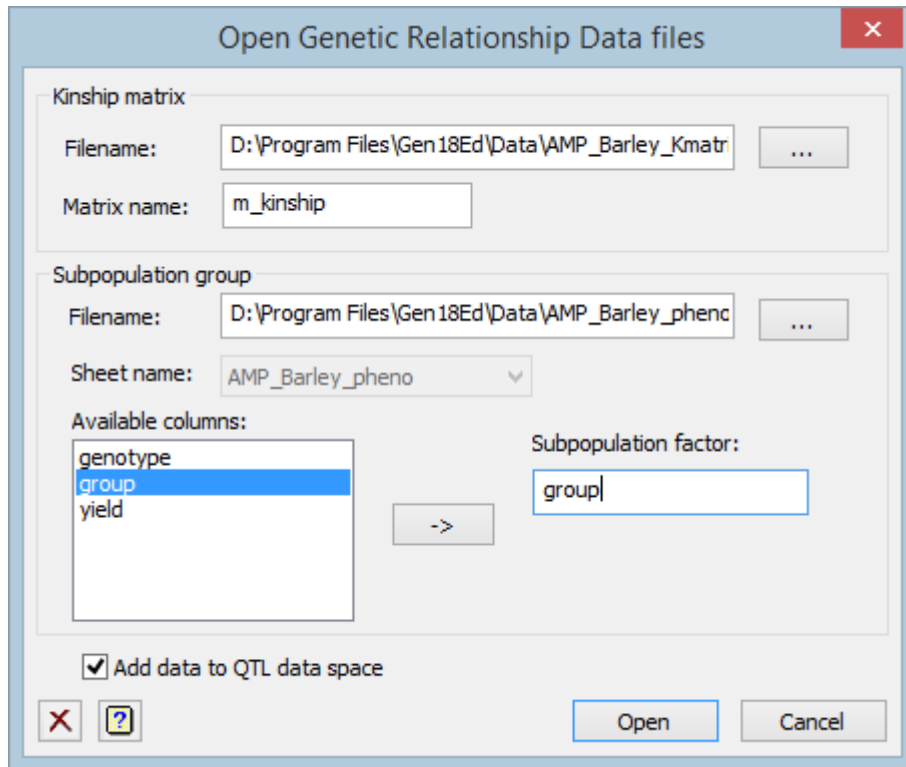 Open Genetic Relationship Data files
Kinship matrix
Filename: D:\Program Files\Gen18Ed\Data\AMP_Barley_Kmatri ...
Matrix name: m_kinship
Subpopulation group
Filename: D:\Program Files\Gen18Ed\Data\AMP_Barley_pheno ...
Sheet name: AMP_Barley_pheno
Available columns:
genotype
group
yield
->
Subpopulation factor:
group
Add data to QTL data space
?
Open
Cancel